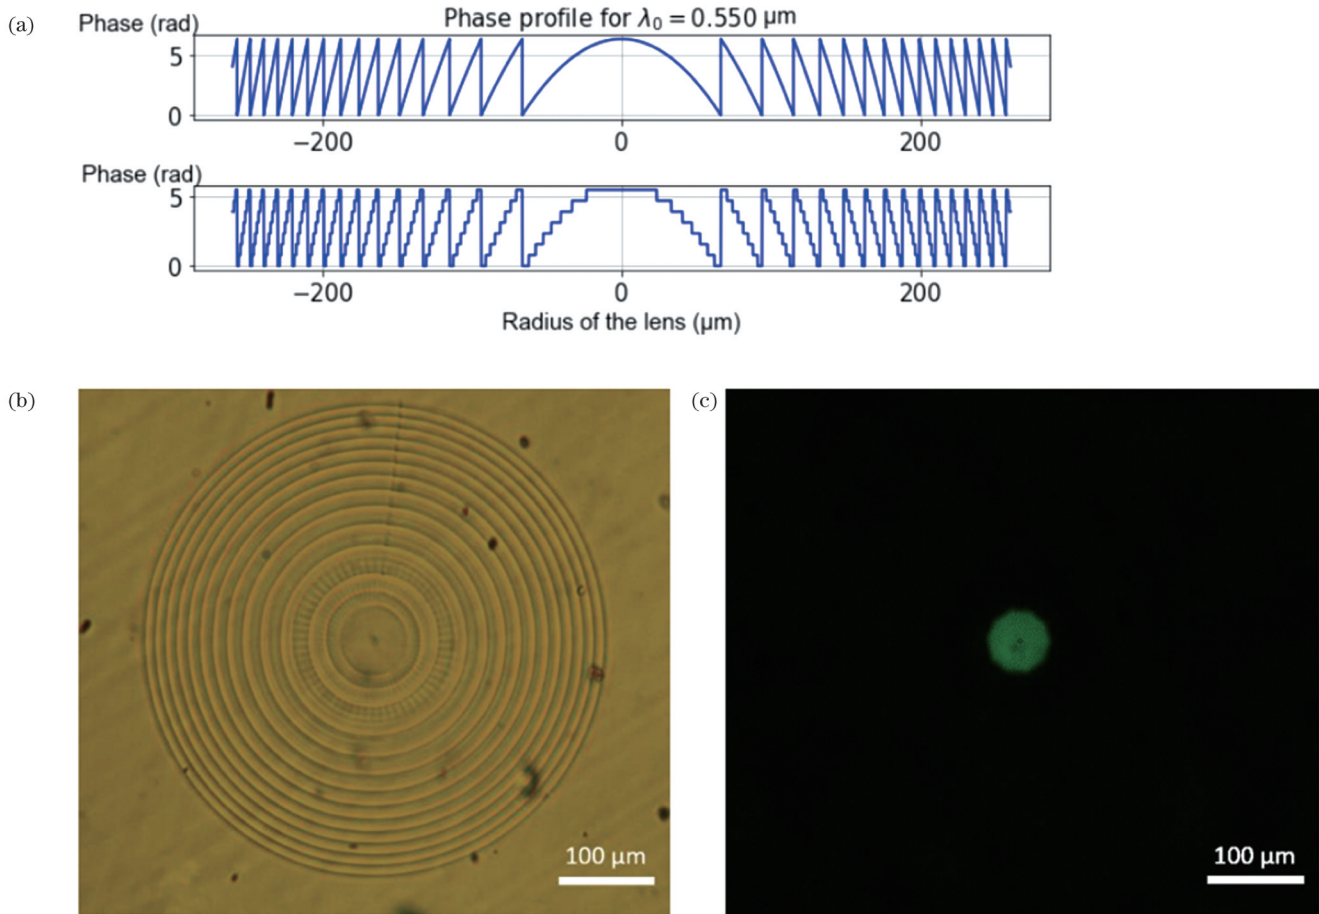 (a)
Phase (rad)
Phase profile for λ₀ = 0.550 µm
5
0
−200
0
200
Phase (rad)
5
0
−200
0
200
Radius of the lens (µm)
(b)
(c)
100 µm
100 µm